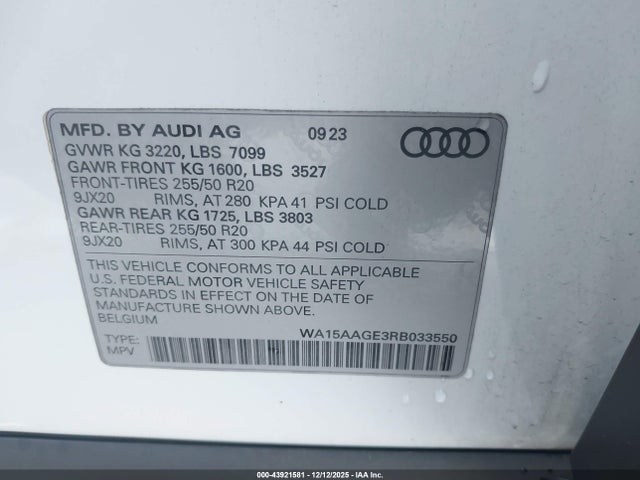 MFD. BY AUDI AG 09 23
GVWR KG 3220, LBS 7099
GAWR FRONT KG 1600, LBS 3527
FRONT-TIRES 255/50 R20
9JX20 RIMS, AT 280 KPA 41 PSI COLD
GAWR REAR KG 1725, LBS 3803
REAR-TIRES 255/50 R20
9JX20 RIMS, AT 300 KPA 44 PSI COLD
THIS VEHICLE CONFORMS TO ALL APPLICABLE
U.S. FEDERAL MOTOR VEHICLE SAFETY
STANDARDS IN EFFECT ON THE DATE OF
MANUFACTURE SHOWN ABOVE.
BELGIUM
WA15AAGE3RB033550
TYPE:
MPV
000-43921581 - 12/12/2025 - IAA Inc.